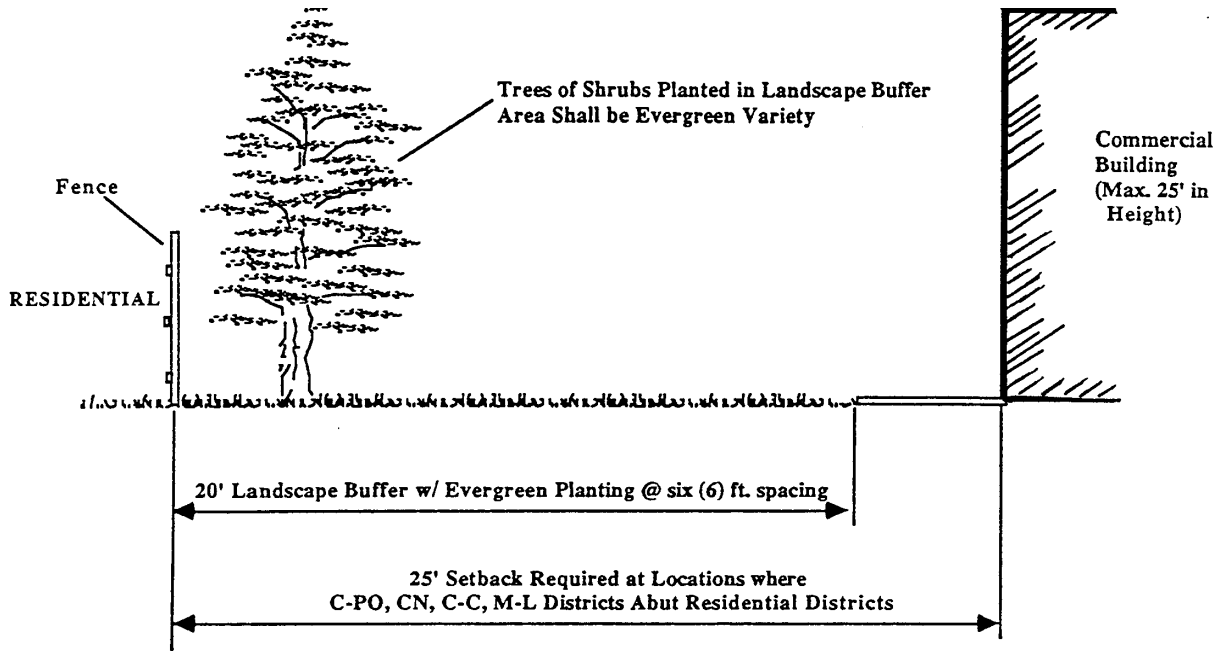 Trees of Shrubs Planted in Landscape Buffer
Area Shall be Evergreen Variety
Commercial
Building
(Max. 25' in
Height)
Fence
RESIDENTIAL
20' Landscape Buffer w/ Evergreen Planting @ six (6) ft. spacing
25' Setback Required at Locations where
C-PO, CN, C-C, M-L Districts Abut Residential Districts